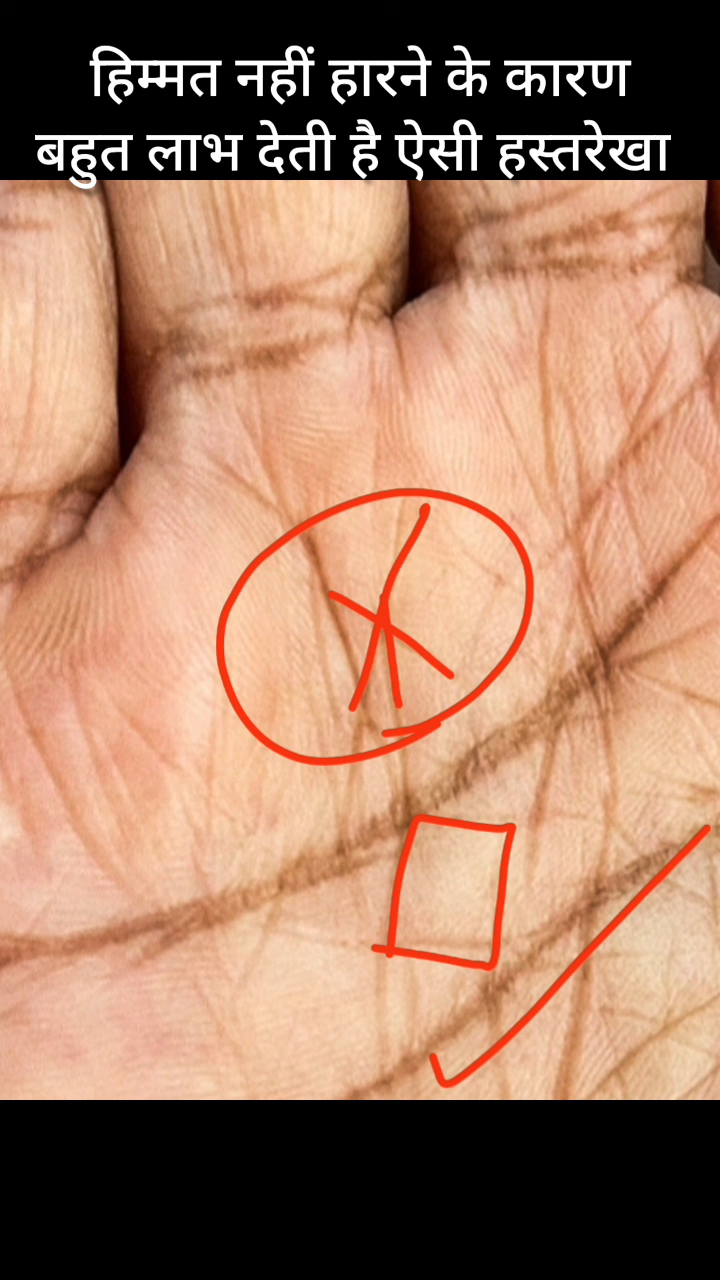 हिम्मत नहीं हारने के कारण
बहुत लाभ देती है ऐसी हस्तरेखा